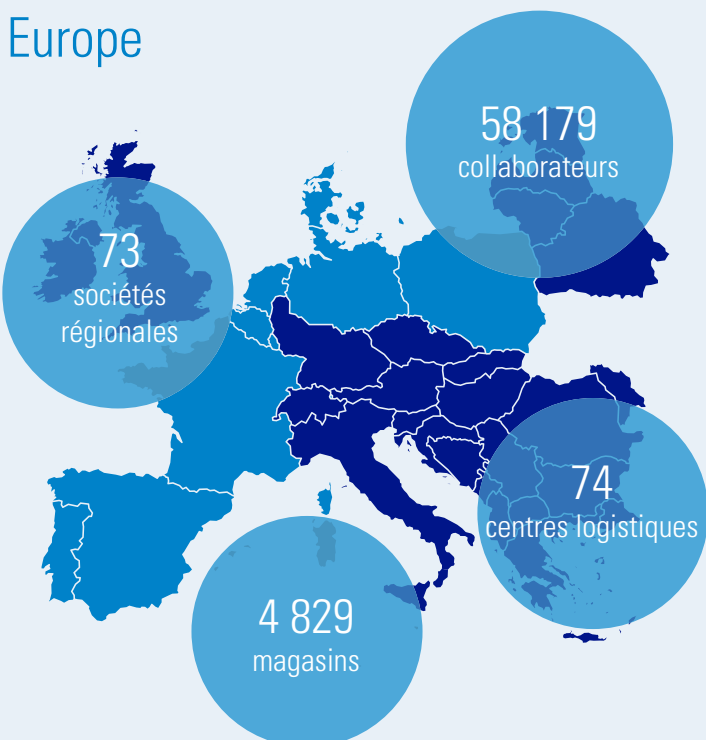 Europe
58 179
collaborateurs
73
sociétés
régionales
74
centres logistiques
4 829
magasins